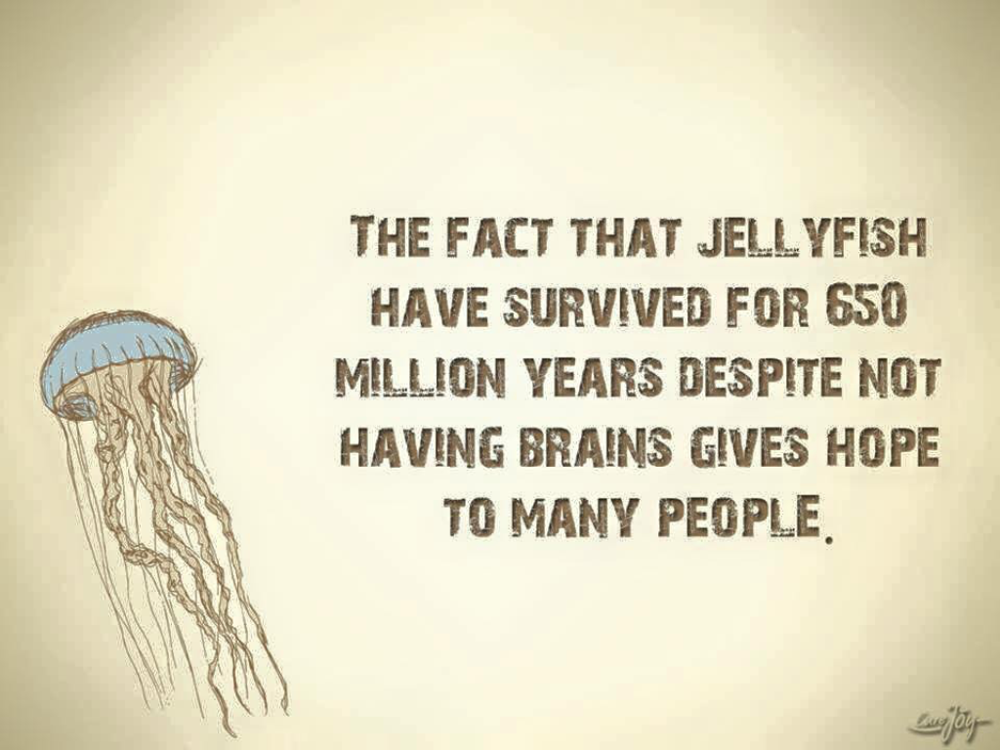 THE FACT THAT JELLYFISH
HAVE SURVIVED FOR 650
MILLION YEARS DESPITE NOT
HAVING BRAINS GIVES HOPE
TO MANY PEOPLE.